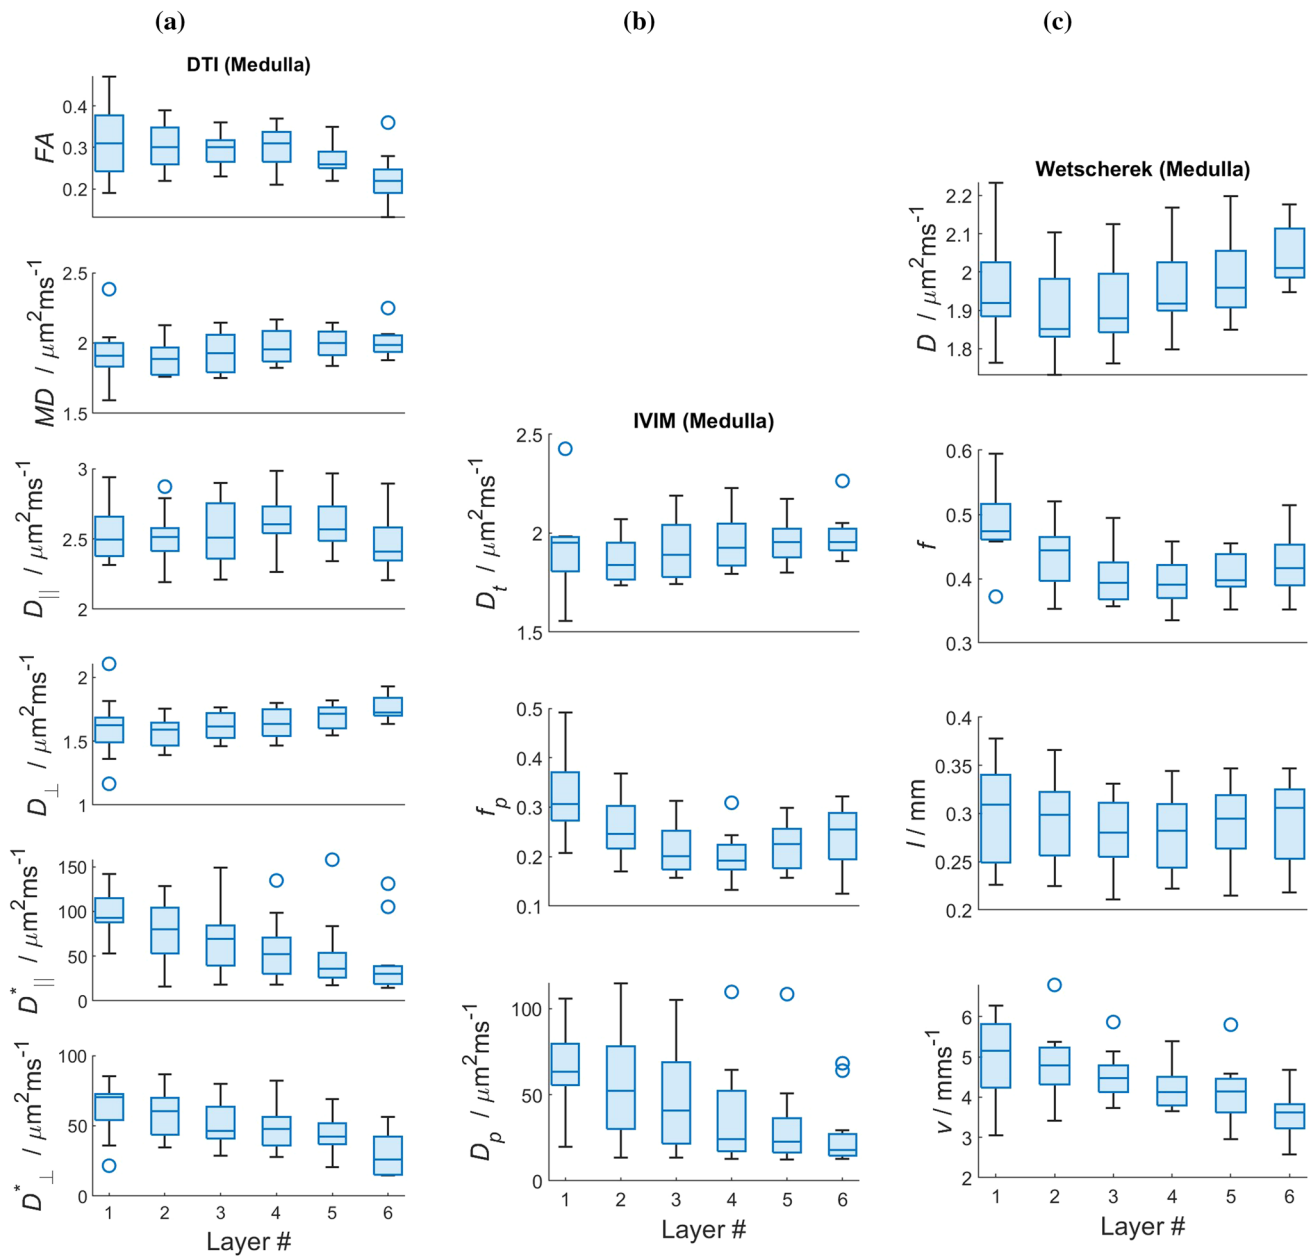 (a)
(b)
(c)
DTI (Medulla)
0.4
0.3
0.2
FA
2.5
2
1.5
MD / μm²ms⁻¹
3
2.5
2
D|| / μm²ms⁻¹
2
1.5
1
D⊥ / μm²ms⁻¹
150
100
50
0
D*|| / μm²ms⁻¹
100
50
0
D*⊥ / μm²ms⁻¹
1 2 3 4 5 6
Layer #
IVIM (Medulla)
2.5
2
1.5
Dt / μm²ms⁻¹
0.5
0.4
0.3
0.2
0.1
fp
100
50
0
Dp / μm²ms⁻¹
1 2 3 4 5 6
Layer #
Wetscherek (Medulla)
2.2
2.1
2
1.9
1.8
D / μm²ms⁻¹
0.6
0.5
0.4
0.3
f
0.4
0.35
0.3
0.25
0.2
l / mm
6
5
4
3
2
v / mms⁻¹
1 2 3 4 5 6
Layer #